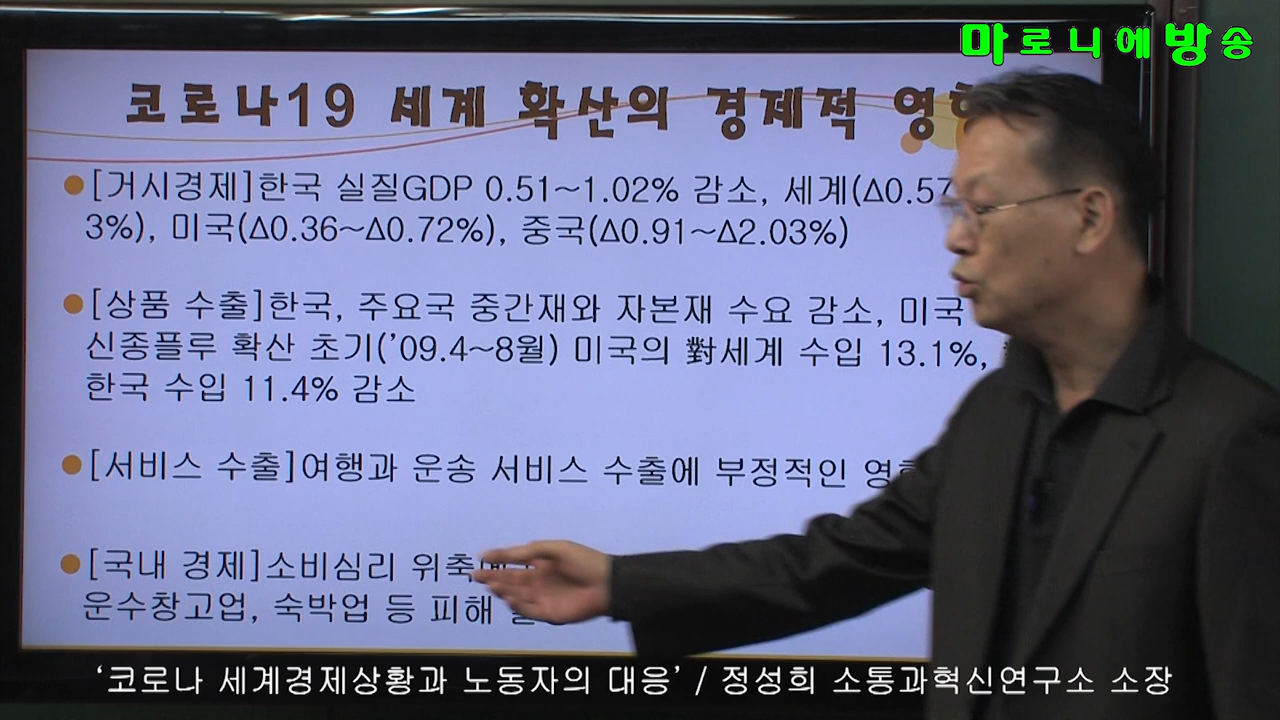 마로니에방송
코로나19 세계 확산의 경제적
[거시경제]한국 실질GDP 0.51~1.02% 감소, 세계(Δ0.57
3%), 미국(Δ0.36~Δ0.72%), 중국(Δ0.91~Δ2.03%)
[상품 수출]한국, 주요국 중간재와 자본재 수요 감소, 미국
신종플루 확산 초기('09.4~8월) 미국의 對세계 수입 13.1%,
한국 수입 11.4% 감소
[서비스 수출]여행과 운송 서비스 수출에 부정적인
[국내 경제]소비심리
운수창고업, 숙박업 등 피해
‘코로나 세계경제상황과 노동자의 대응’ / 정성희 소통과혁신연구소 소장